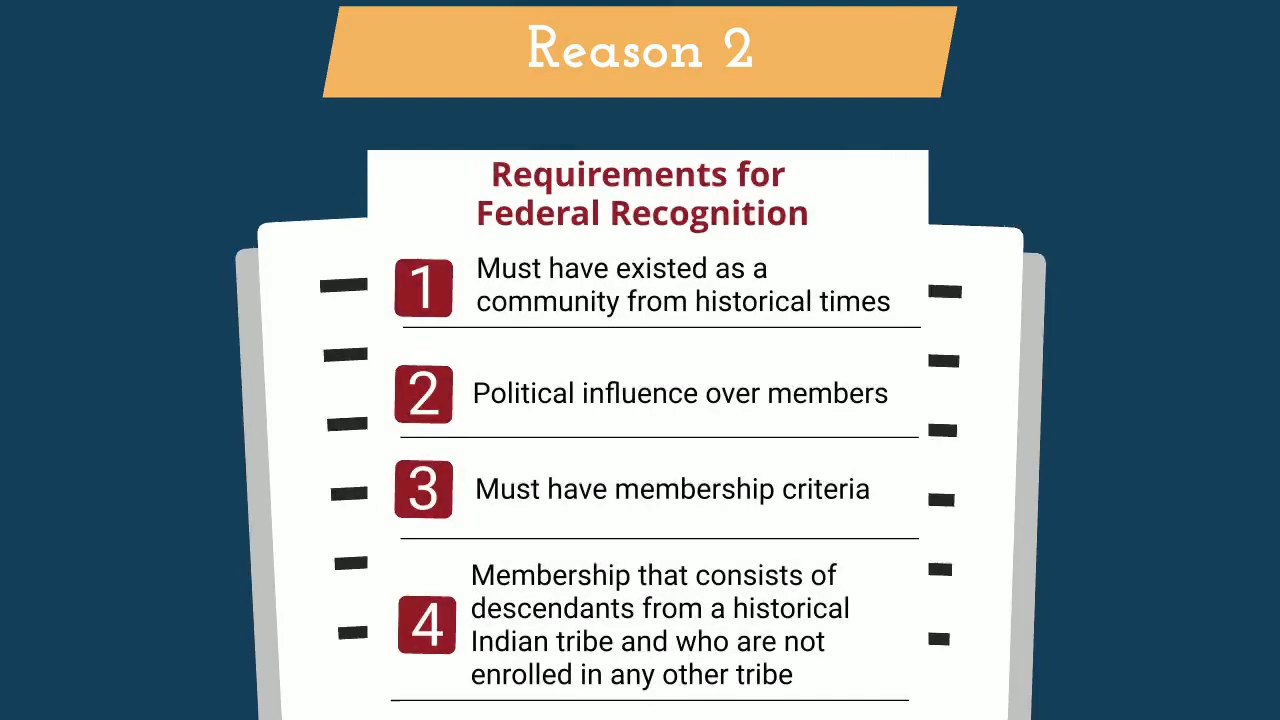 Reason 2
Requirements for
Federal Recognition
1
Must have existed as a
community from historical times
2
Political influence over members
3
Must have membership criteria
4
Membership that consists of
descendants from a historical
Indian tribe and who are not
enrolled in any other tribe